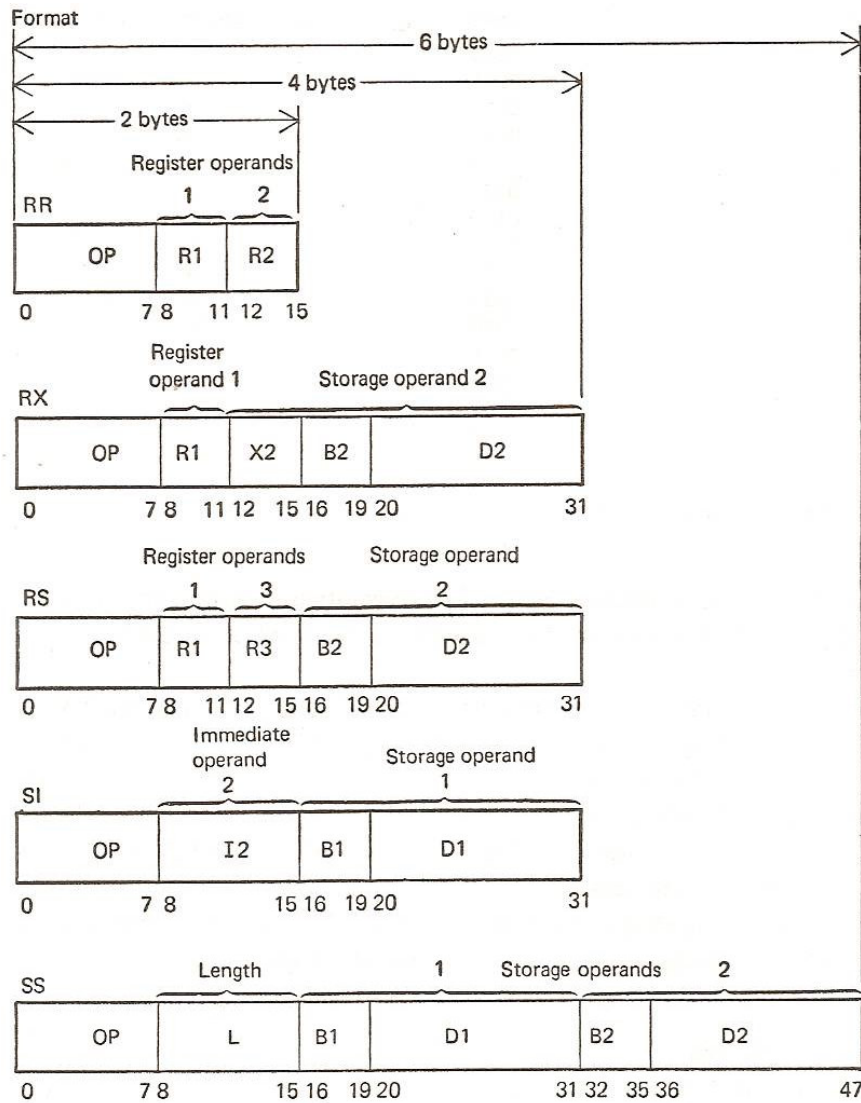 Format
6 bytes
4 bytes
2 bytes
Register operands
1 2
RR
OP R1 R2
0 7 8 11 12 15
Register
operand 1 Storage operand 2
RX
OP R1 X2 B2 D2
0 7 8 11 12 15 16 19 20 31
Register operands Storage operand
1 3 2
RS
OP R1 R3 B2 D2
0 7 8 11 12 15 16 19 20 31
Immediate
operand Storage operand
2 1
SI
OP I2 B1 D1
0 7 8 15 16 19 20 31
Length 1 Storage operands 2
SS
OP L B1 D1 B2 D2
0 7 8 15 16 19 20 31 32 35 36 47